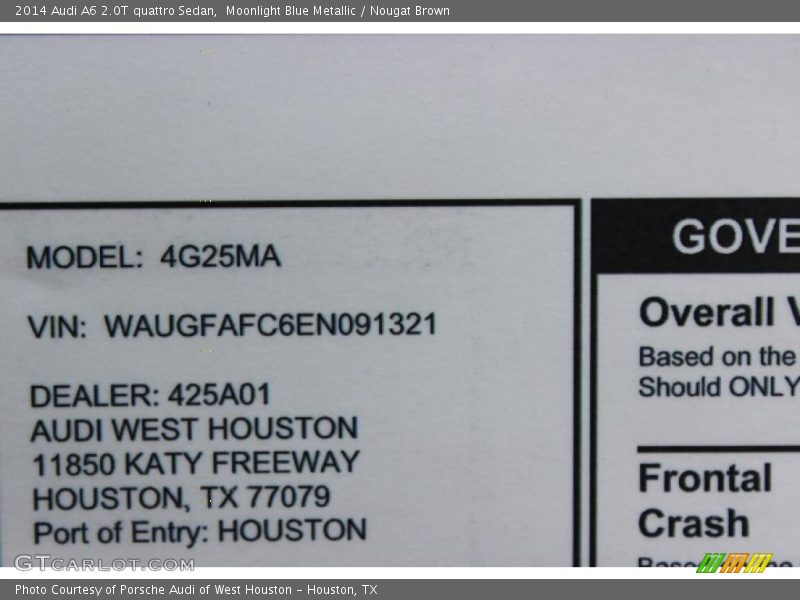 2014 Audi A6 2.0T quattro Sedan,  Moonlight Blue Metallic / Nougat Brown
MODEL: 4G25MA
VIN: WAUGFAFC6EN091321
DEALER: 425A01
AUDI WEST HOUSTON
11850 KATY FREEWAY
HOUSTON, TX 77079
Port of Entry: HOUSTON
GOVE
Overall V
Based on the
Should ONLY
Frontal
Crash
GTCARLOT.COM
Photo Courtesy of Porsche Audi of West Houston - Houston, TX